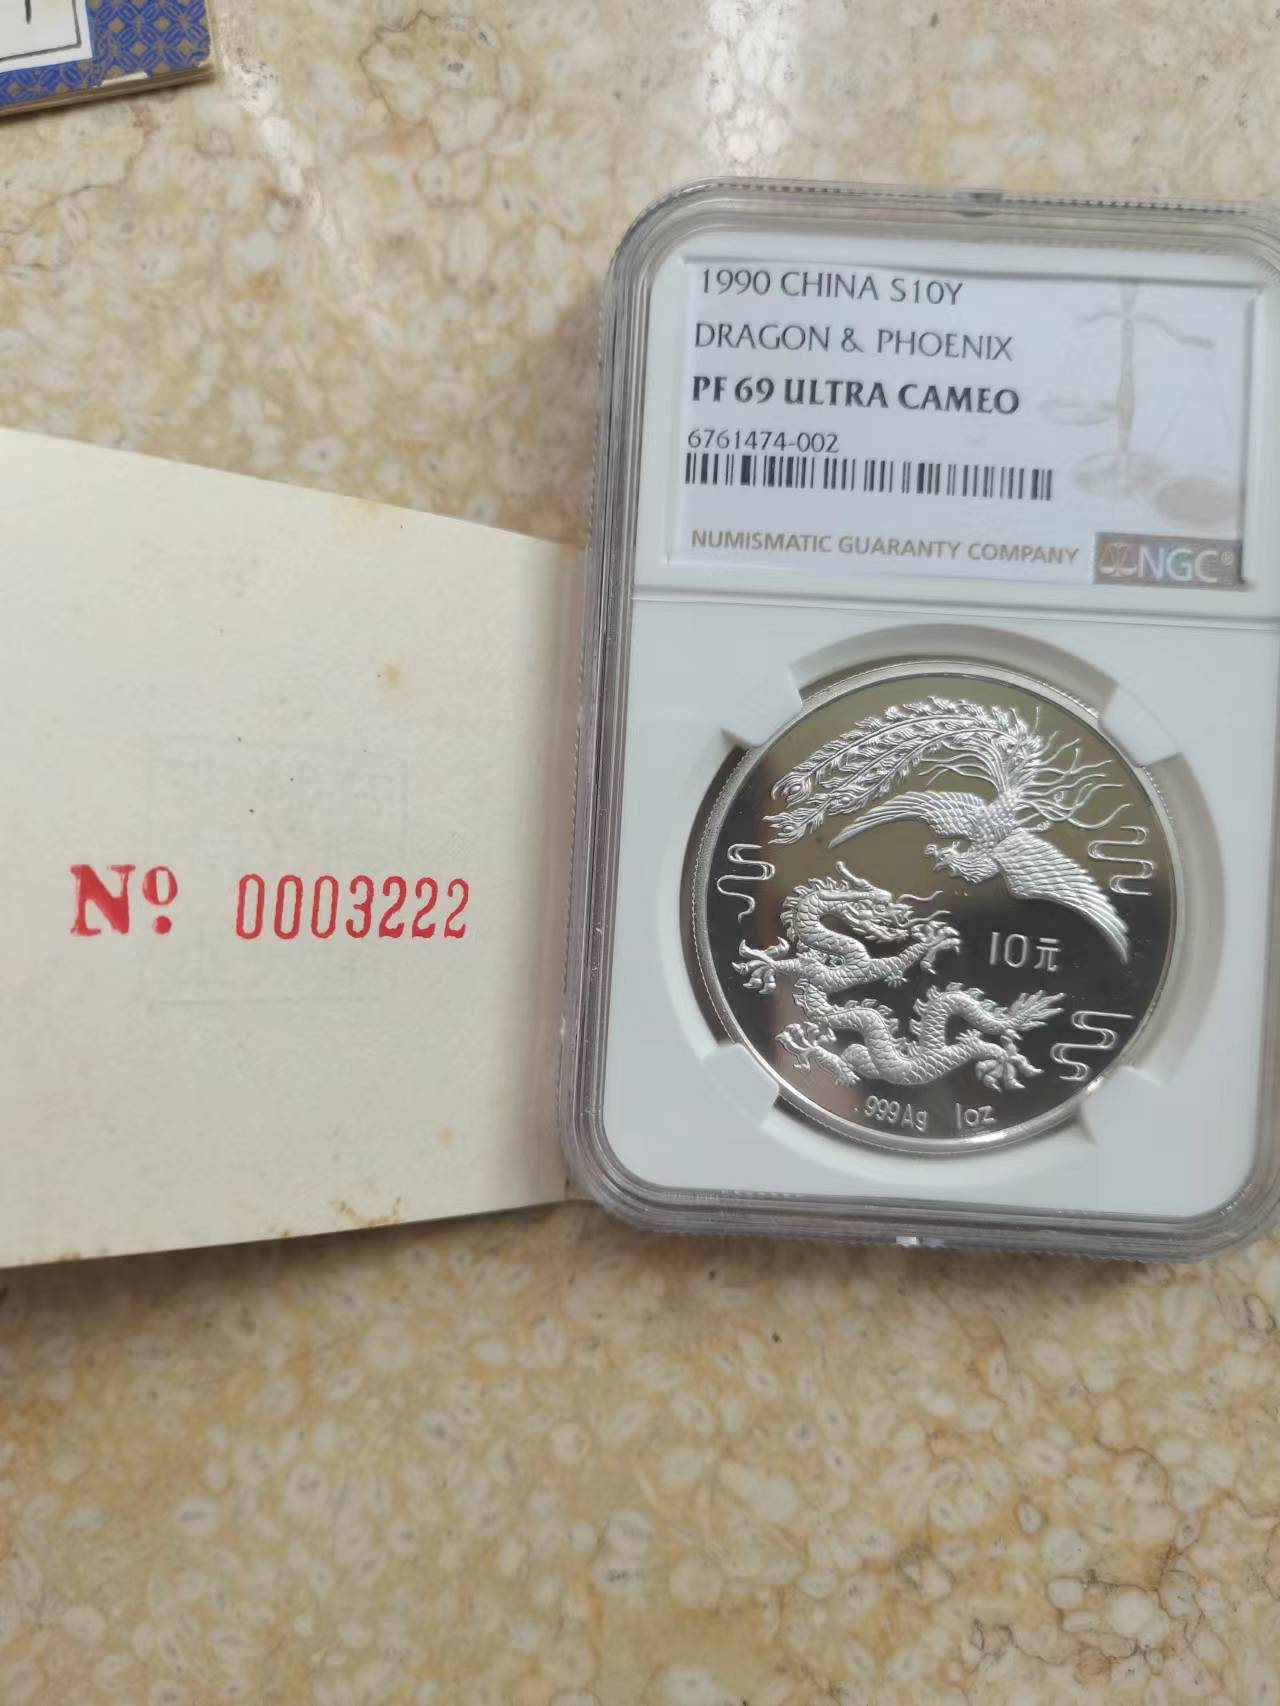 1990 CHINA S10Y
DRAGON & PHOENIX
PF 69 ULTRA CAMEO
6761474-002
NUMISMATIC GUARANTY COMPANY
NGC®
No. 0003222
10元
.999Ag 1oz